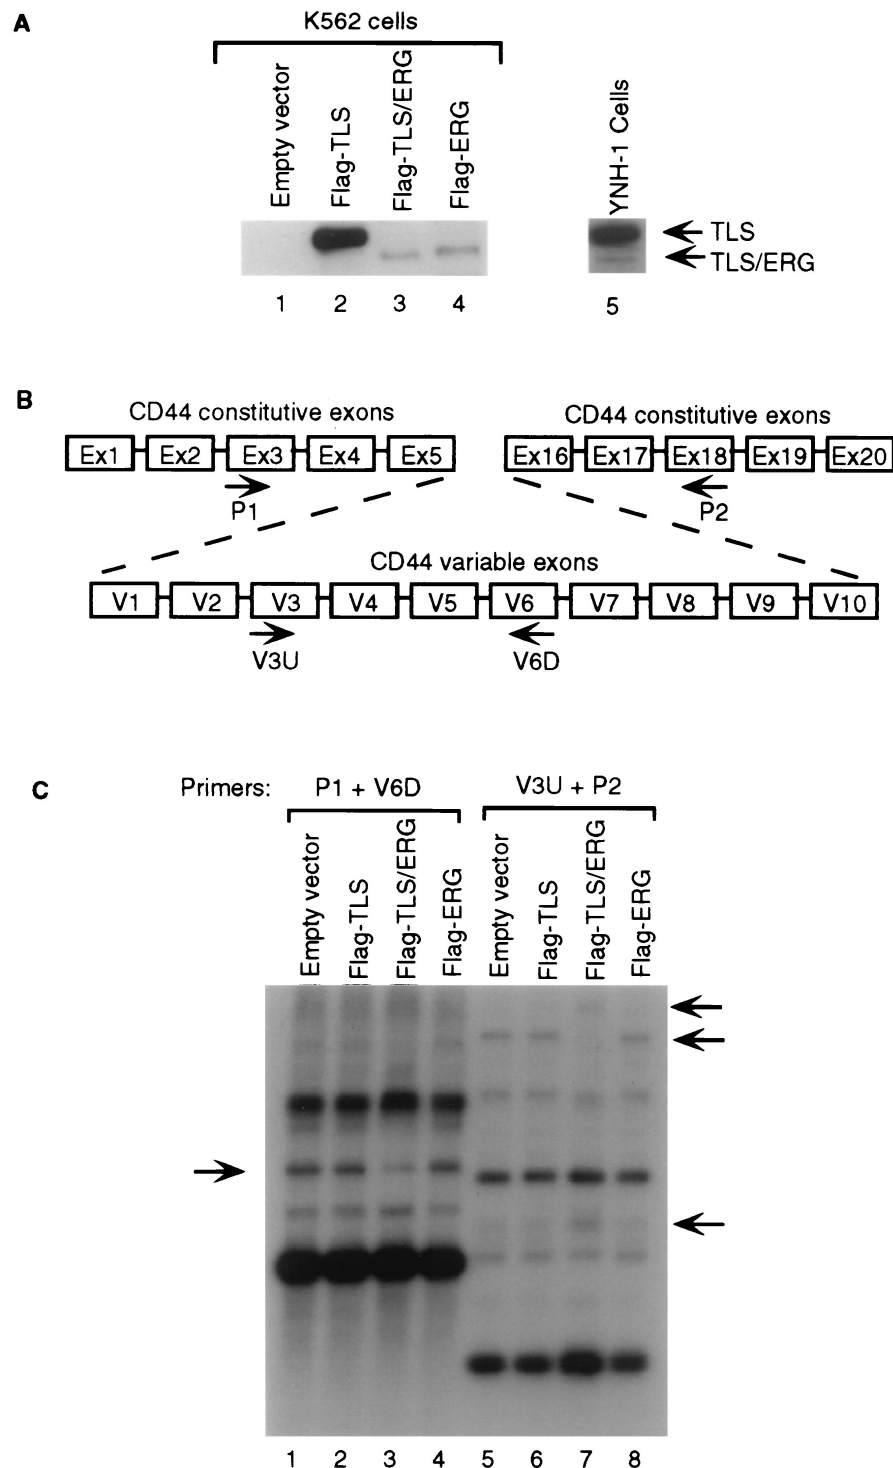 A
K562 cells
Empty vector
Flag-TLS
Flag-TLS/ERG
Flag-ERG
YNH-1 Cells
TLS
TLS/ERG
1 2 3 4 5
B
CD44 constitutive exons
CD44 constitutive exons
Ex1 Ex2 Ex3 Ex4 Ex5 Ex16 Ex17 Ex18 Ex19 Ex20
P1 P2
CD44 variable exons
V1 V2 V3 V4 V5 V6 V7 V8 V9 V10
V3U V6D
C
Primers: P1 + V6D V3U + P2
Empty vector
Flag-TLS
Flag-TLS/ERG
Flag-ERG
Empty vector
Flag-TLS
Flag-TLS/ERG
Flag-ERG
1 2 3 4 5 6 7 8